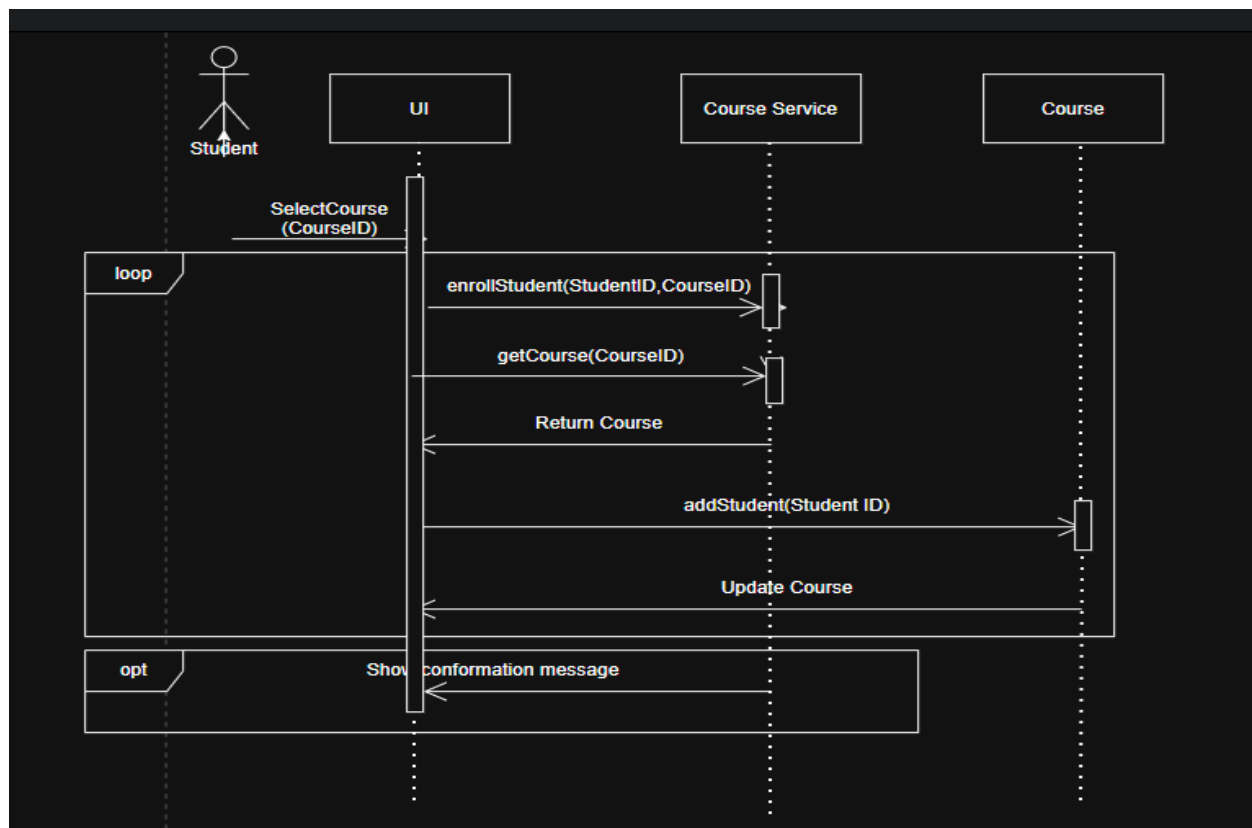 Student
UI
Course Service
Course
SelectCourse
(CourseID)
loop
enrollStudent(StudentID,CourseID)
getCourse(CourseID)
Return Course
addStudent(Student ID)
Update Course
opt
Show conformation message